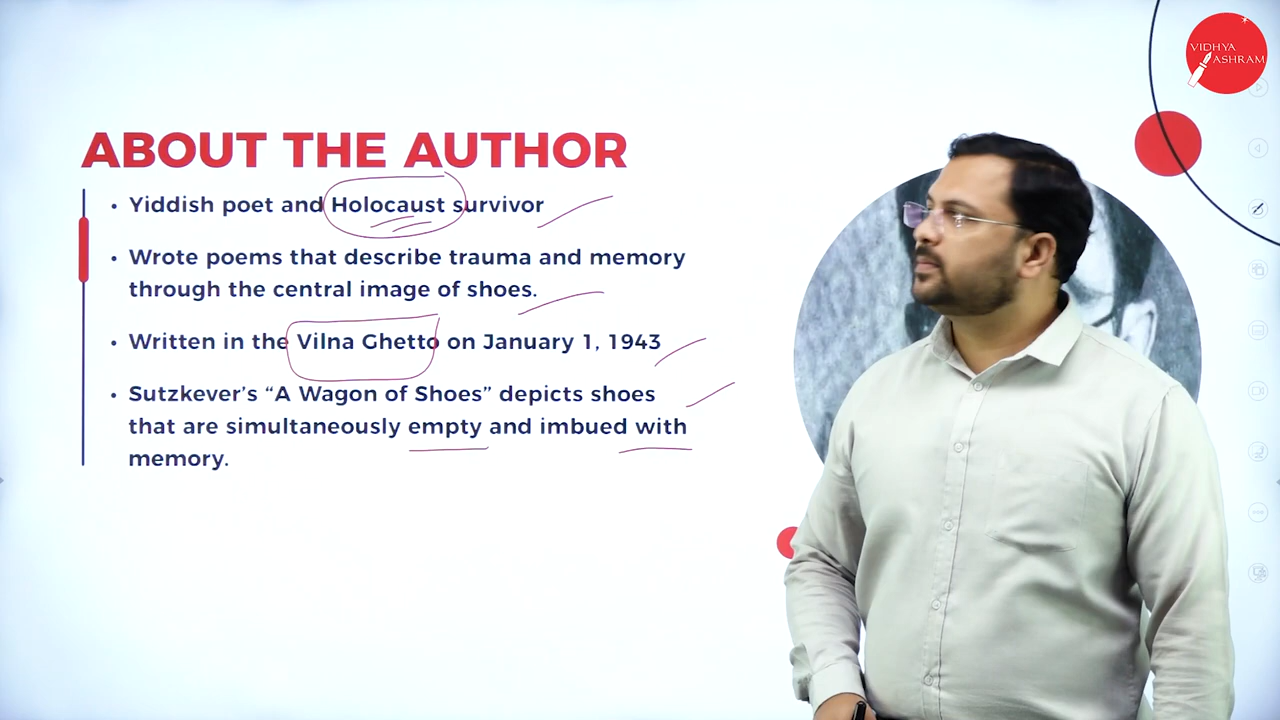 VIDHYA
ASHRAM
ABOUT THE AUTHOR
• Yiddish poet and Holocaust survivor
• Wrote poems that describe trauma and memory
through the central image of shoes.
• Written in the Vilna Ghetto on January 1, 1943
• Sutzkever’s “A Wagon of Shoes” depicts shoes
that are simultaneously empty and imbued with
memory.